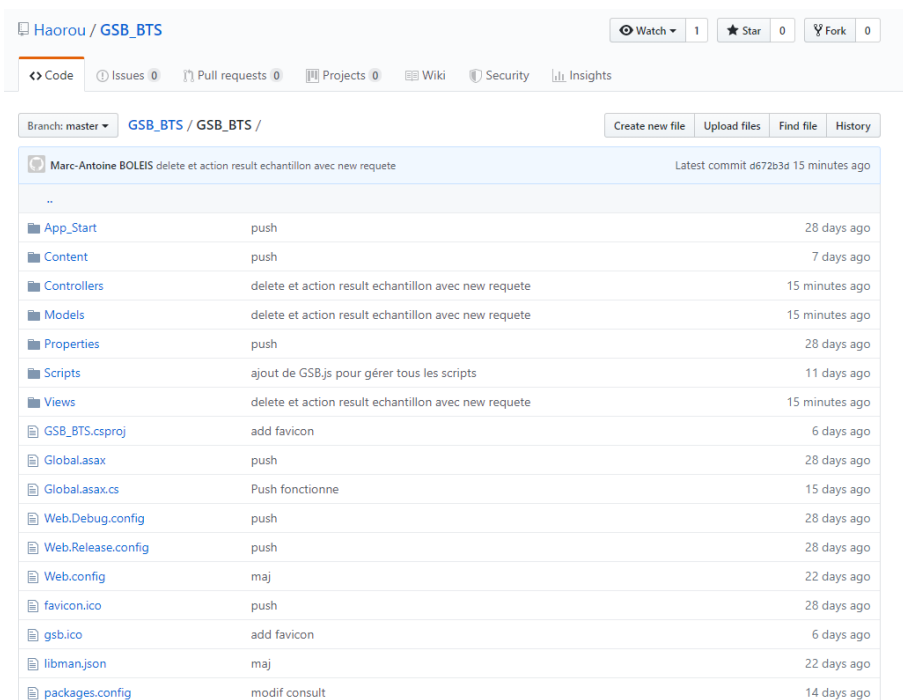 Haorou / GSB_BTS Watch 1 Star 0 Fork 0
Code Issues 0 Pull requests 0 Projects 0 Wiki Security Insights
Branch: master GSB_BTS / GSB_BTS / Create new file Upload files Find file History
Marc-Antoine BOLEIS delete et action result echantillon avec new requete Latest commit d672b3d 15 minutes ago
..
App_Start push 28 days ago
Content push 7 days ago
Controllers delete et action result echantillon avec new requete 15 minutes ago
Models delete et action result echantillon avec new requete 15 minutes ago
Properties push 28 days ago
Scripts ajout de GSB.js pour gérer tous les scripts 11 days ago
Views delete et action result echantillon avec new requete 15 minutes ago
GSB_BTS.csproj add favicon 6 days ago
Global.asax push 28 days ago
Global.asax.cs Push fonctionne 15 days ago
Web.Debug.config push 28 days ago
Web.Release.config push 28 days ago
Web.config maj 22 days ago
favicon.ico push 28 days ago
gsb.ico add favicon 6 days ago
libman.json maj 22 days ago
packages.config modif consult 14 days ago